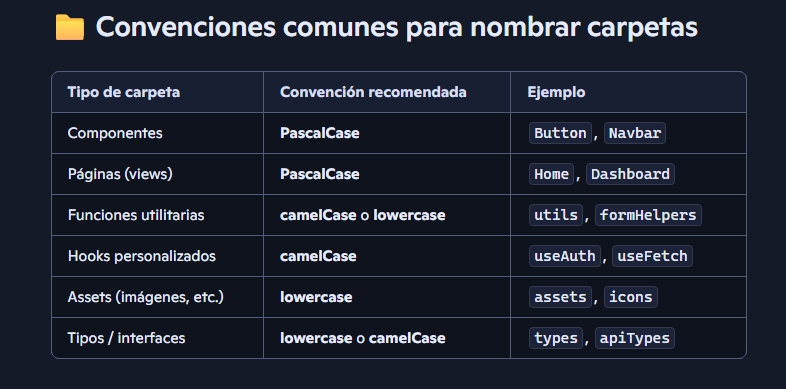 Convenciones comunes para nombrar carpetas
Tipo de carpeta Convención recomendada Ejemplo
Componentes PascalCase Button, Navbar
Páginas (views) PascalCase Home, Dashboard
Funciones utilitarias camelCase o lowercase utils, formHelpers
Hooks personalizados camelCase useAuth, useFetch
Assets (imágenes, etc.) lowercase assets, icons
Tipos / interfaces lowercase o camelCase types, apiTypes